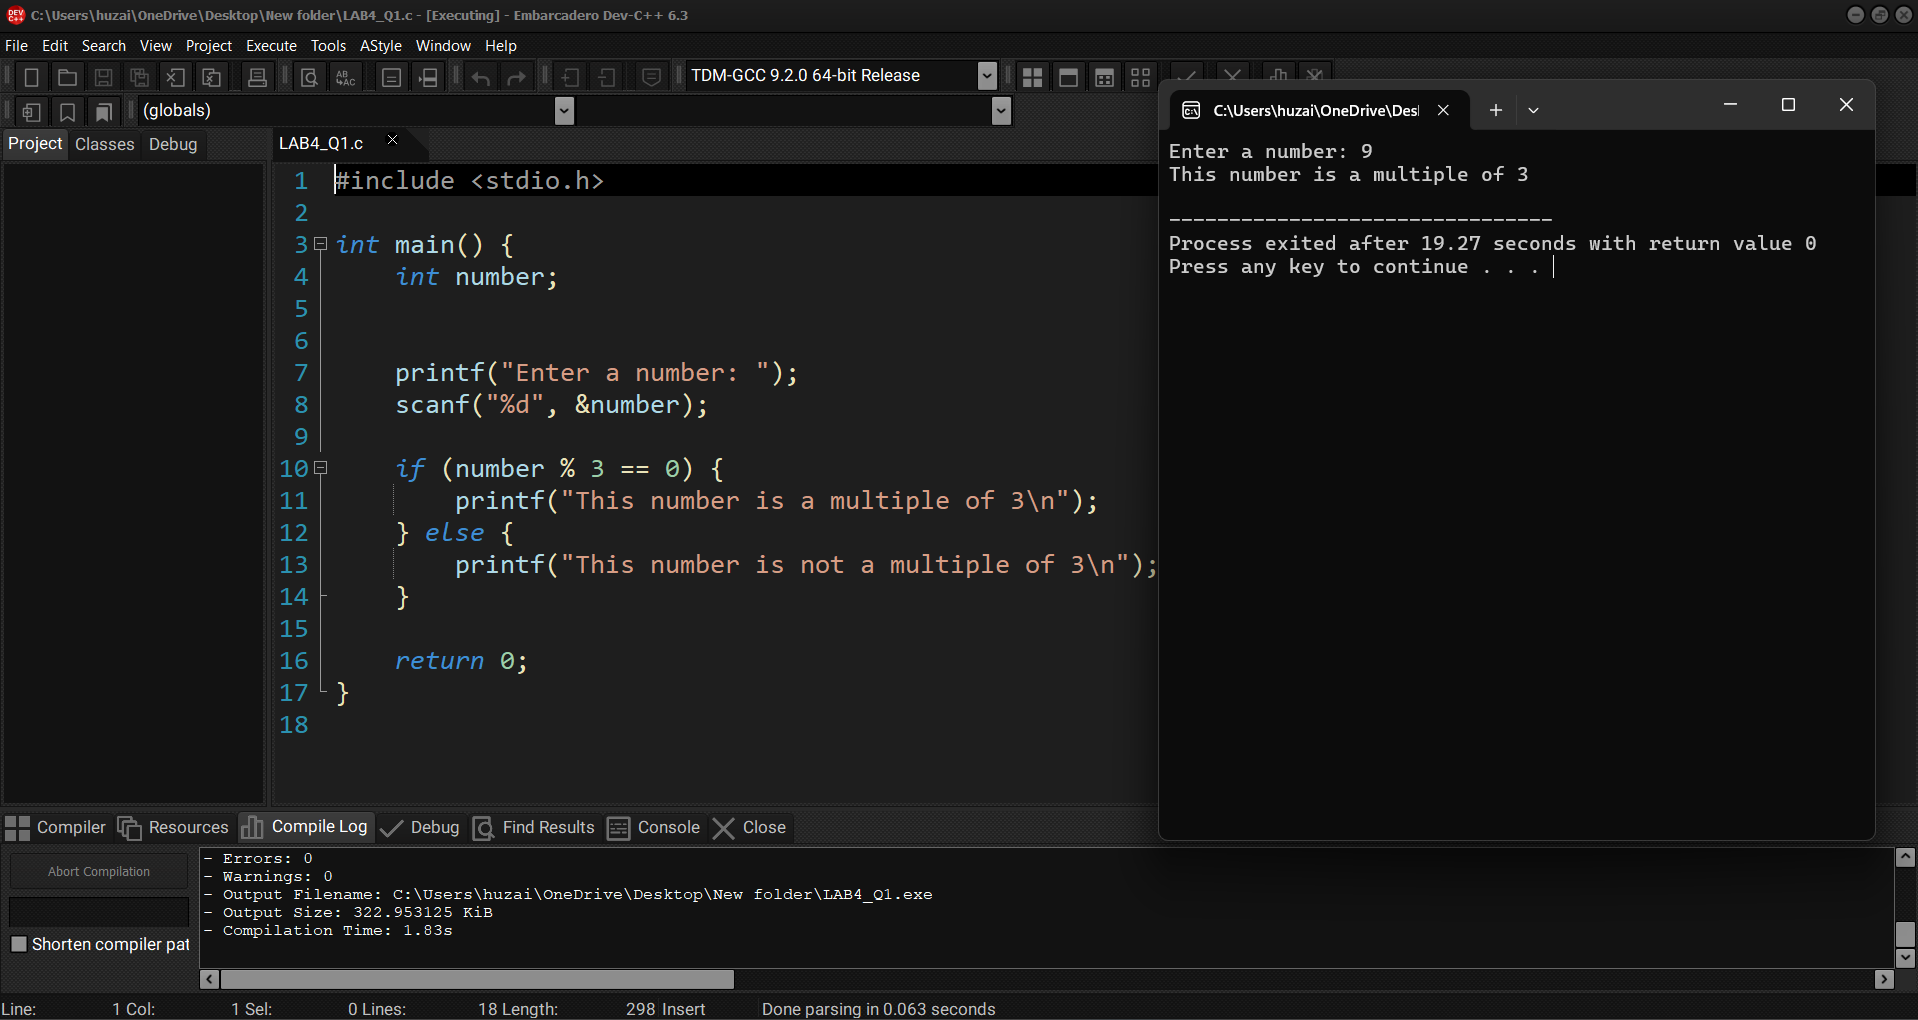 C:\Users\huzai\OneDrive\Desktop\New folder\LAB4_Q1.c - [Executing] - Embarcadero Dev-C++ 6.3
File Edit Search View Project Execute Tools AStyle Window Help
TDM-GCC 9.2.0 64-bit Release
(globals)
Project Classes Debug
LAB4_Q1.c
1 #include <stdio.h>
2
3 int main() {
4 int number;
5
6
7 printf("Enter a number: ");
8 scanf("%d", &number);
9
10 if (number % 3 == 0) {
11 printf("This number is a multiple of 3\n");
12 } else {
13 printf("This number is not a multiple of 3\n");
14 }
15
16 return 0;
17 }
18
C:\Users\huzai\OneDrive\Des
Enter a number: 9
This number is a multiple of 3
--------------------------------
Process exited after 19.27 seconds with return value 0
Press any key to continue . . .
Compiler Resources Compile Log Debug Find Results Console Close
Abort Compilation
Shorten compiler pat
- Errors: 0
- Warnings: 0
- Output Filename: C:\Users\huzai\OneDrive\Desktop\New folder\LAB4_Q1.exe
- Output Size: 322.953125 KiB
- Compilation Time: 1.83s
Line: 1 Col: 1 Sel: 0 Lines: 18 Length: 298 Insert Done parsing in 0.063 seconds